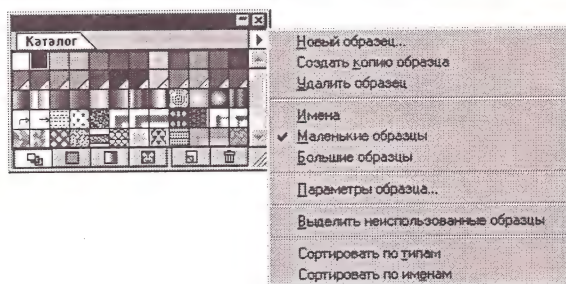 Каталог
Новый образец...
Создать копию образца
Удалить образец
Имена
Маленькие образцы
Большие образцы
Параметры образца...
Выделить неиспользованные образцы
Сортировать по типам
Сортировать по именам